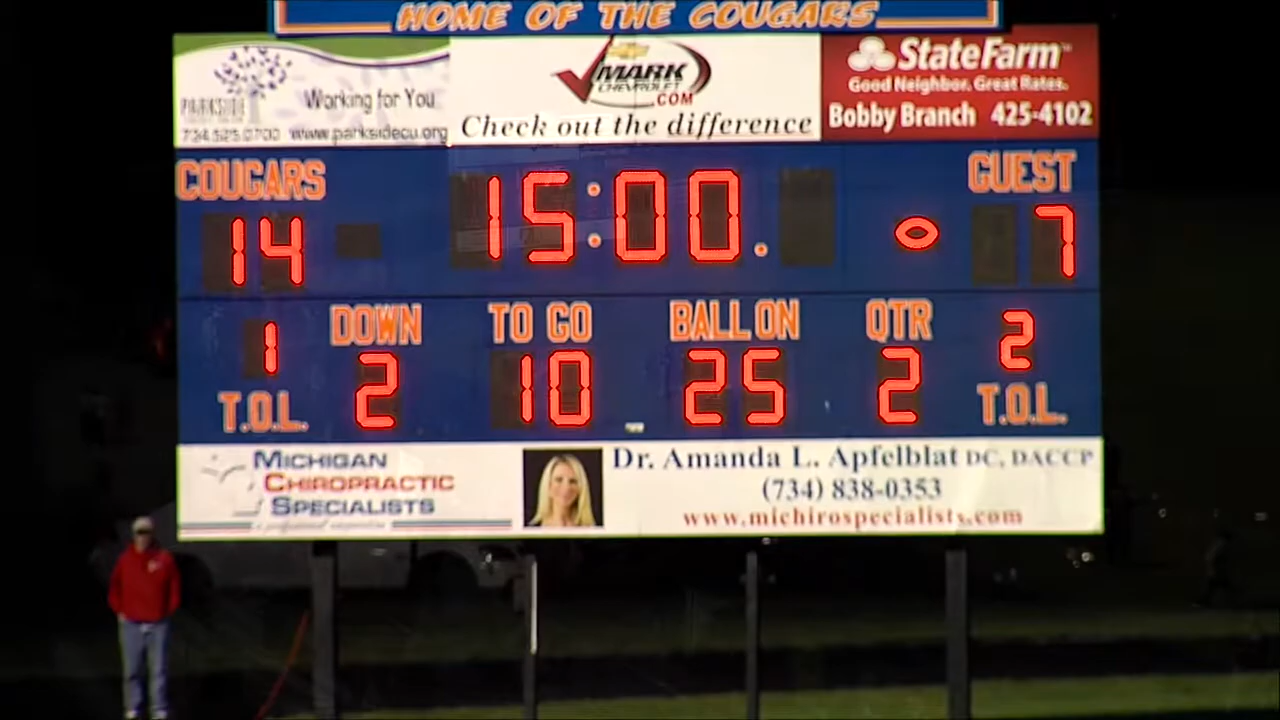 HOME OF THE COUGARS
PARKSIDE
Working for You
734.525.0700 www.parksidecu.org
MARK
CHEVROLET
.COM
Check out the difference
StateFarm™
Good Neighbor. Great Rates.
Bobby Branch 425-4102
COUGARS
14
15:00.
GUEST
7
1
T.O.L.
DOWN
2
TO GO
10
BALL ON
25
QTR
2
2
T.O.L.
MICHIGAN
CHIROPRACTIC
SPECIALISTS
Dr. Amanda L. Apfelblat DC, DACCP
(734) 838-0353
www.michirospecialists.com